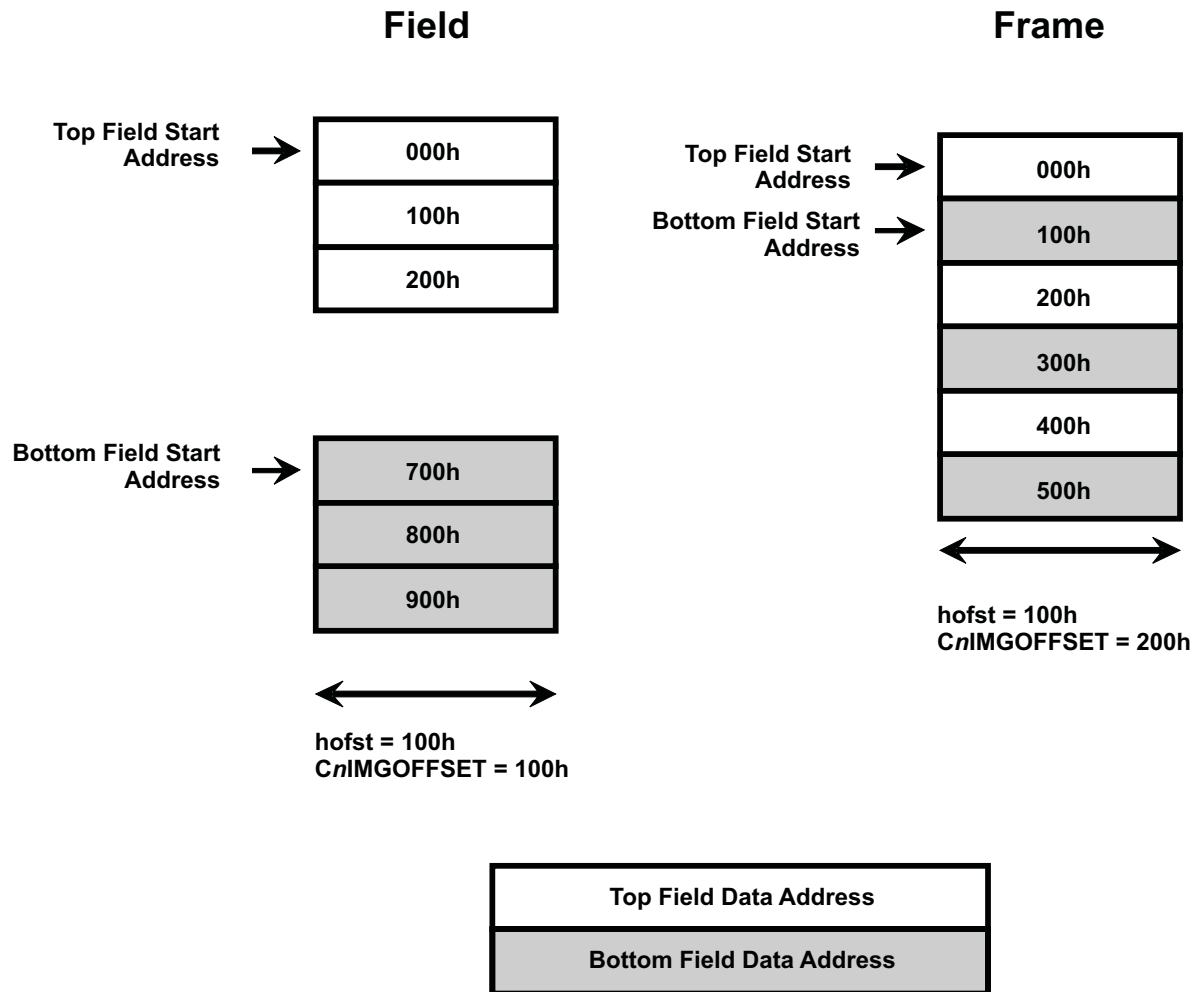 Field
Top Field Start
Address
000h
100h
200h
Bottom Field Start
Address
700h
800h
900h
hofst = 100h
CnIMGOFFSET = 100h
Frame
Top Field Start
Address
Bottom Field Start
Address
000h
100h
200h
300h
400h
500h
hofst = 100h
CnIMGOFFSET = 200h
Top Field Data Address
Bottom Field Data Address